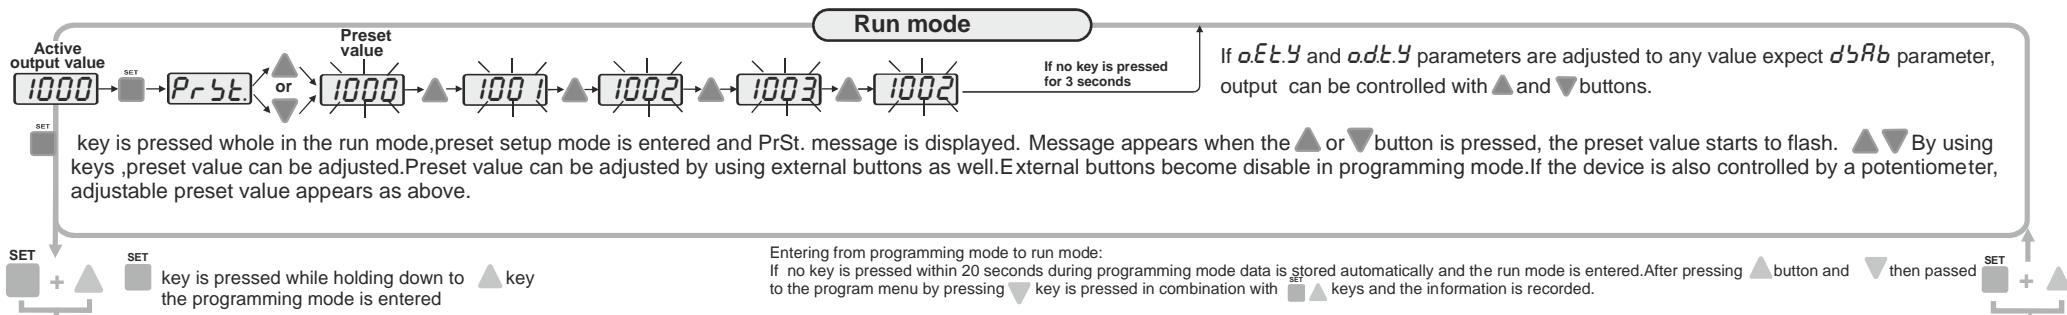 Run mode
Active
output value
1000
SET
PrSt.
or
Preset
value
1000
1001
1002
1003
1002
If no key is pressed
for 3 seconds
If o.Et.Y and o.d.t.Y parameters are adjusted to any value expect dSAb parameter,
output can be controlled with ▲ and ▼ buttons.
SET
key is pressed whole in the run mode,preset setup mode is entered and PrSt. message is displayed. Message appears when the ▲ or ▼ button is pressed, the preset value starts to flash. ▲ ▼ By using
keys ,preset value can be adjusted.Preset value can be adjusted by using external buttons as well.External buttons become disable in programming mode.If the device is also controlled by a potentiometer,
adjustable preset value appears as above.
SET
+
SET
key is pressed while holding down to ▲ key
the programming mode is entered
Entering from programming mode to run mode:
If no key is pressed within 20 seconds during programming mode data is stored automatically and the run mode is entered.After pressing ▲ button and ▼ then passed
to the program menu by pressing ▼ key is pressed in combination with SET ▲ keys and the information is recorded.
SET
+